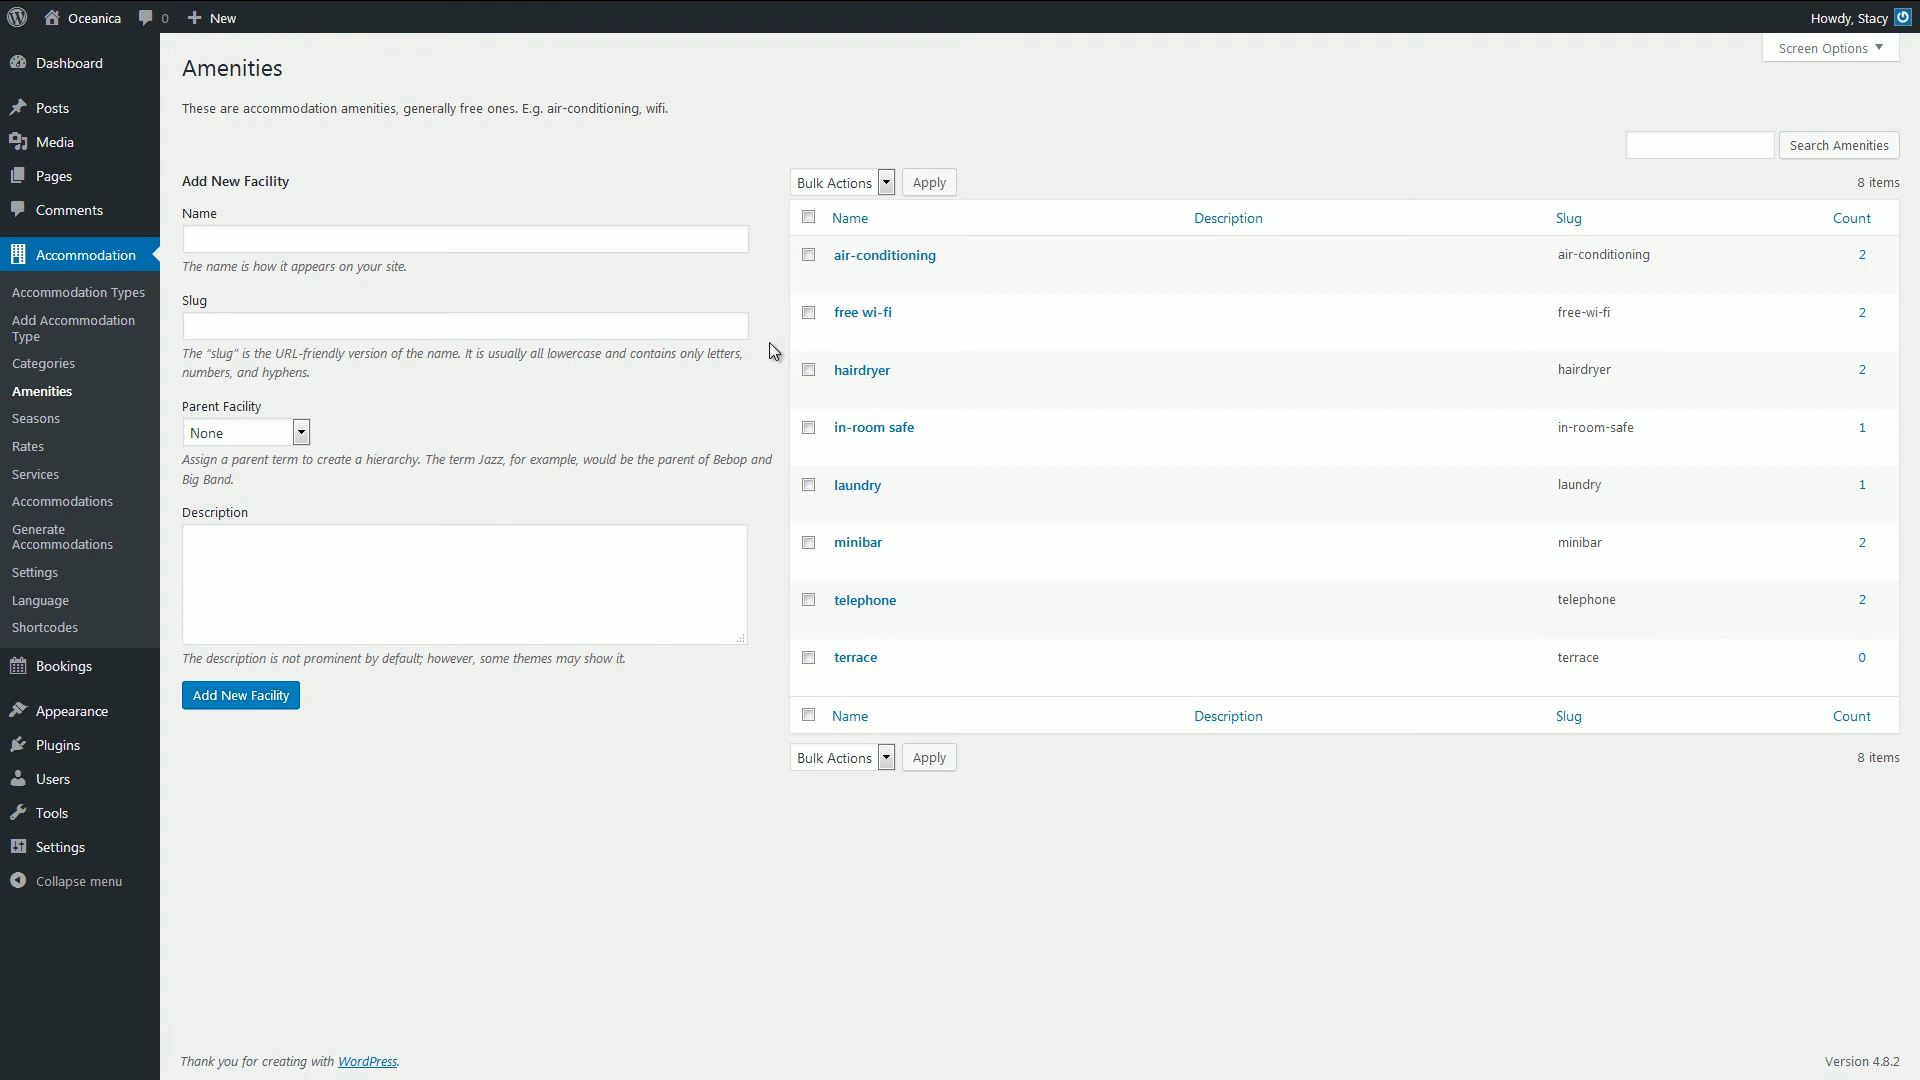 Oceanica 0 New Howdy, Stacy
Screen Options
Dashboard
Posts
Media
Pages
Comments
Accommodation
Accommodation Types
Add Accommodation
Type
Categories
Amenities
Seasons
Rates
Services
Accommodations
Generate
Accommodations
Settings
Language
Shortcodes
Bookings
Appearance
Plugins
Users
Tools
Settings
Collapse menu
Amenities
These are accommodation amenities, generally free ones. E.g. air-conditioning, wifi.
Search Amenities
Add New Facility
Name
The name is how it appears on your site.
Slug
The “slug” is the URL-friendly version of the name. It is usually all lowercase and contains only letters,
numbers, and hyphens.
Parent Facility
None
Assign a parent term to create a hierarchy. The term Jazz, for example, would be the parent of Bebop and
Big Band.
Description
The description is not prominent by default; however, some themes may show it.
Add New Facility
Bulk Actions Apply 8 items
Name Description Slug Count
air-conditioning air-conditioning 2
free wi-fi free-wi-fi 2
hairdryer hairdryer 2
in-room safe in-room-safe 1
laundry laundry 1
minibar minibar 2
telephone telephone 2
terrace terrace 0
Name Description Slug Count
Bulk Actions Apply 8 items
Thank you for creating with WordPress. Version 4.8.2